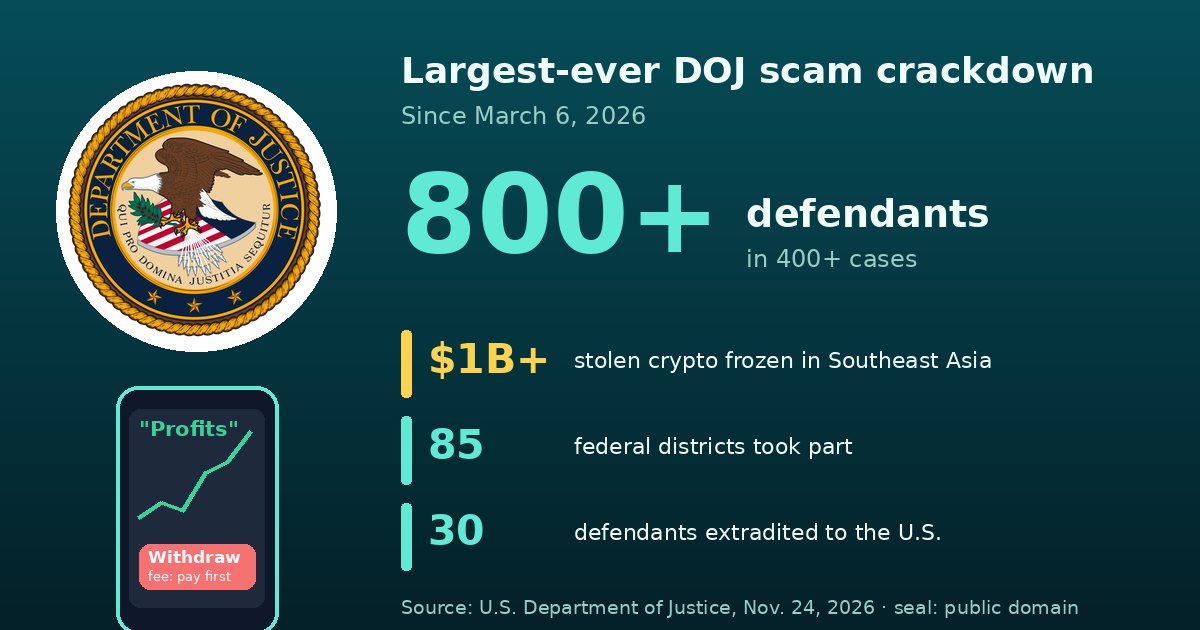 Largest-ever DOJ scam crackdown
Since March 6, 2026
DEPARTMENT OF JUSTICE
QUI PRO DOMINA JUSTITIA SEQUITUR
800+ defendants
in 400+ cases
$1B+ stolen crypto frozen in Southeast Asia
85 federal districts took part
30 defendants extradited to the U.S.
"Profits"
Withdraw
fee: pay first
Source: U.S. Department of Justice, Nov. 24, 2026 · seal: public domain